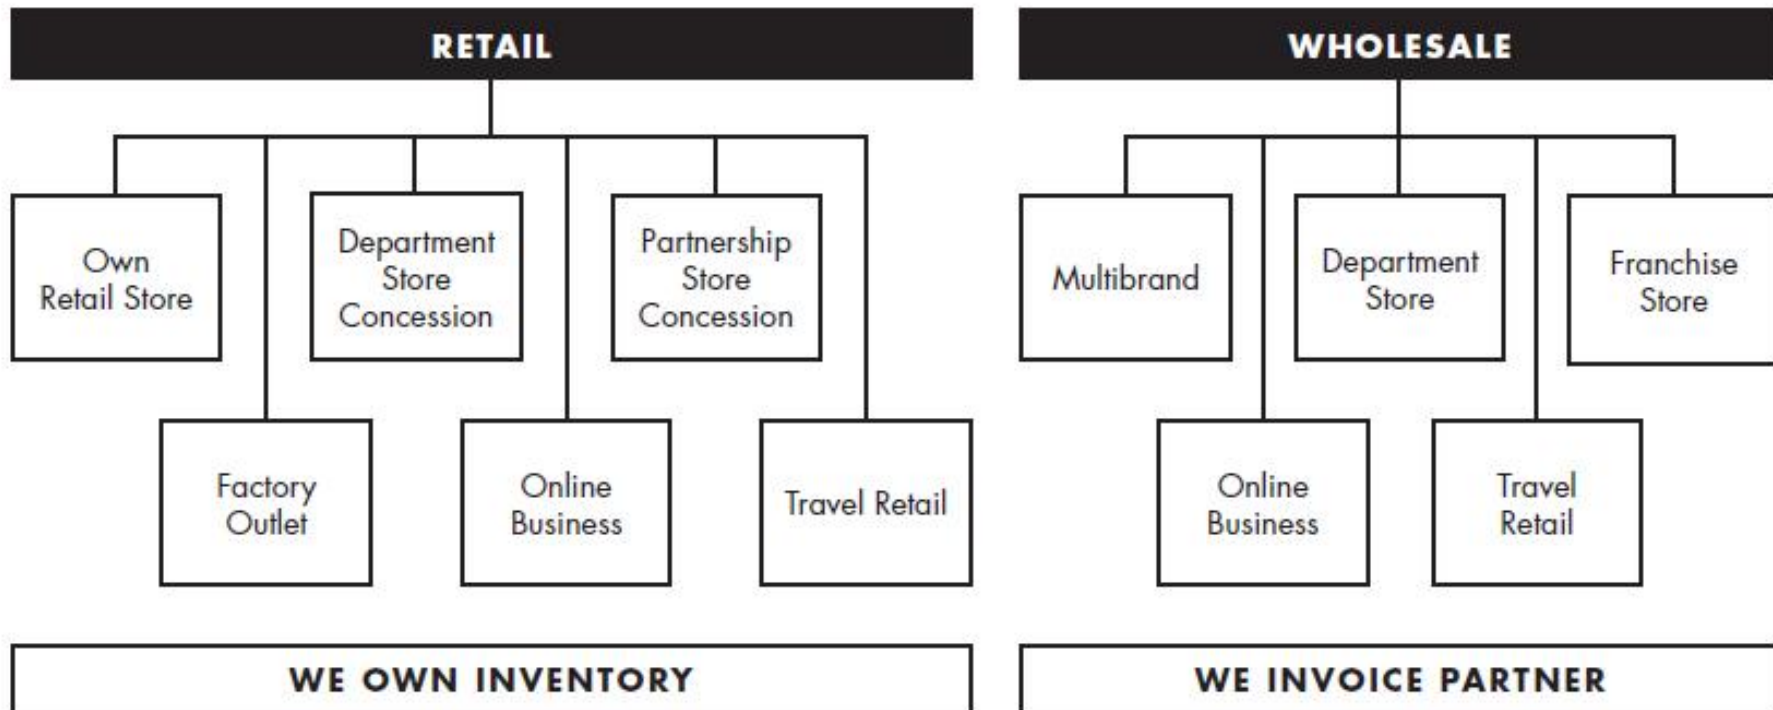 RETAIL
Own
Retail Store
Department
Store
Concession
Partnership
Store
Concession
Factory
Outlet
Online
Business
Travel Retail
WE OWN INVENTORY
WHOLESALE
Multibrand
Department
Store
Franchise
Store
Online
Business
Travel
Retail
WE INVOICE PARTNER